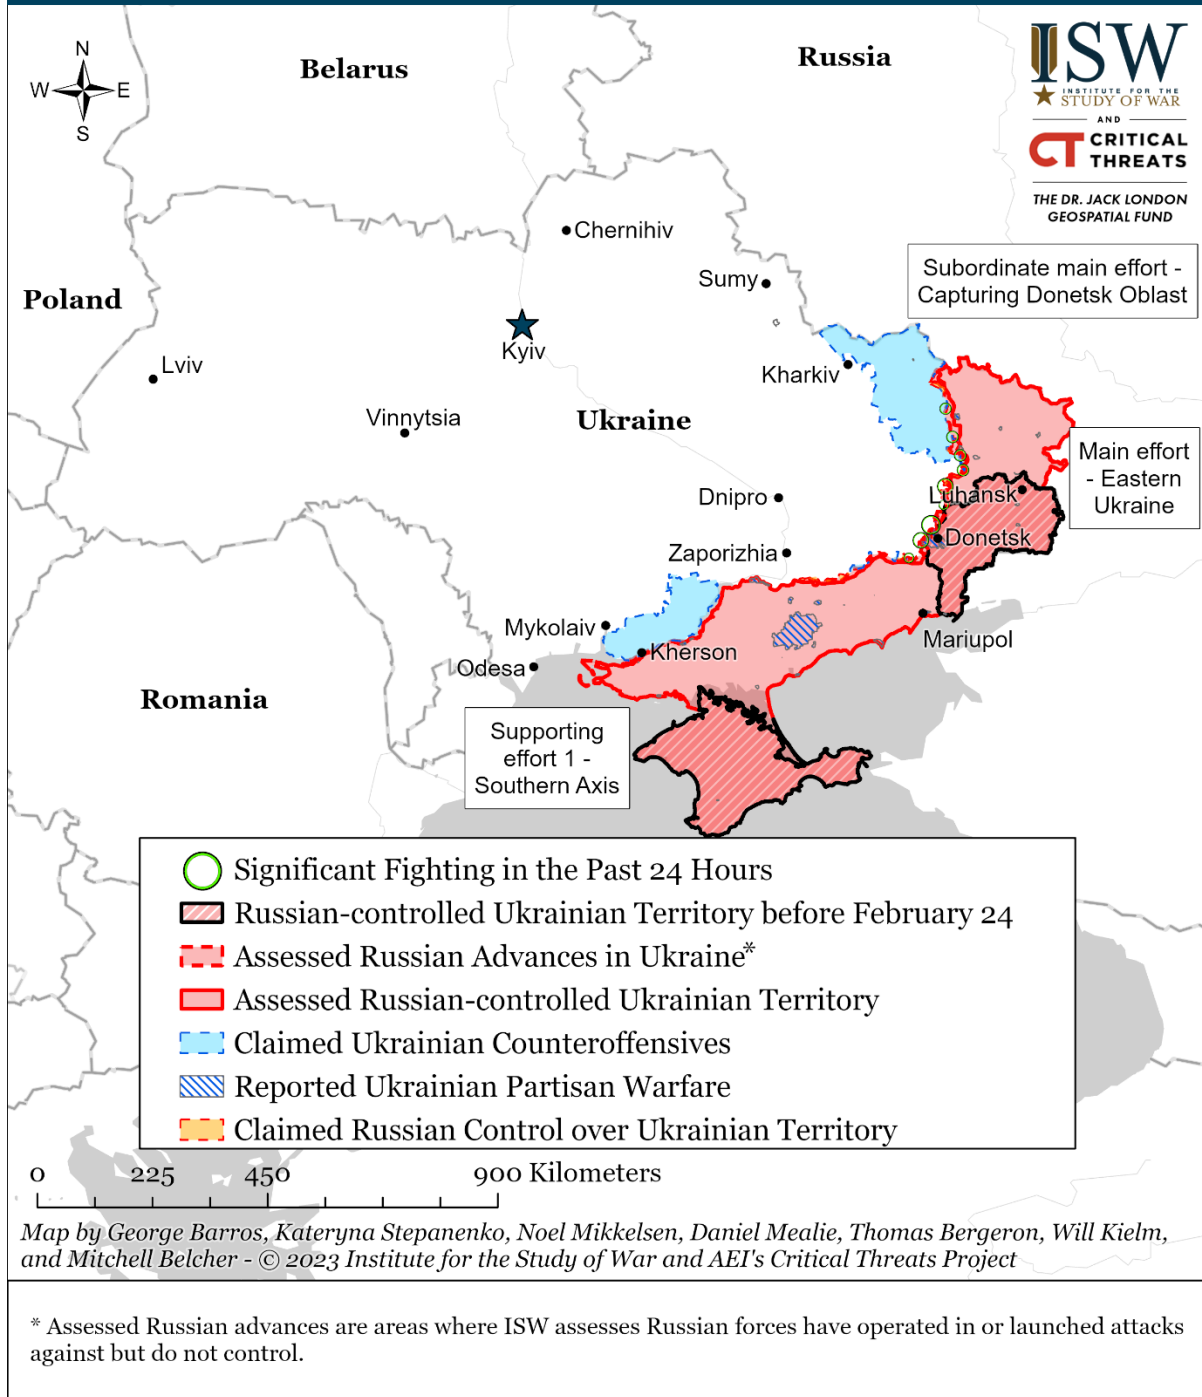 N
W
E
S
Belarus
Russia
ISW
INSTITUTE FOR THE
STUDY OF WAR
AND
CT CRITICAL
THREATS
THE DR. JACK LONDON
GEOSPATIAL FUND
Chernihiv
Sumy
Subordinate main effort -
Capturing Donetsk Oblast
Poland
Kyiv
Lviv
Kharkiv
Vinnytsia
Ukraine
Main effort
- Eastern
Ukraine
Dnipro
Luhansk
Donetsk
Zaporizhia
Mykolaiv
Mariupol
Kherson
Odesa
Romania
Supporting
effort 1 -
Southern Axis
Significant Fighting in the Past 24 Hours
Russian-controlled Ukrainian Territory before February 24
Assessed Russian Advances in Ukraine*
Assessed Russian-controlled Ukrainian Territory
Claimed Ukrainian Counteroffensives
Reported Ukrainian Partisan Warfare
Claimed Russian Control over Ukrainian Territory
0 225 450 900 Kilometers
Map by George Barros, Kateryna Stepanenko, Noel Mikkelsen, Daniel Mealie, Thomas Bergeron, Will Kielm,
and Mitchell Belcher - © 2023 Institute for the Study of War and AEI's Critical Threats Project
* Assessed Russian advances are areas where ISW assesses Russian forces have operated in or launched attacks
against but do not control.